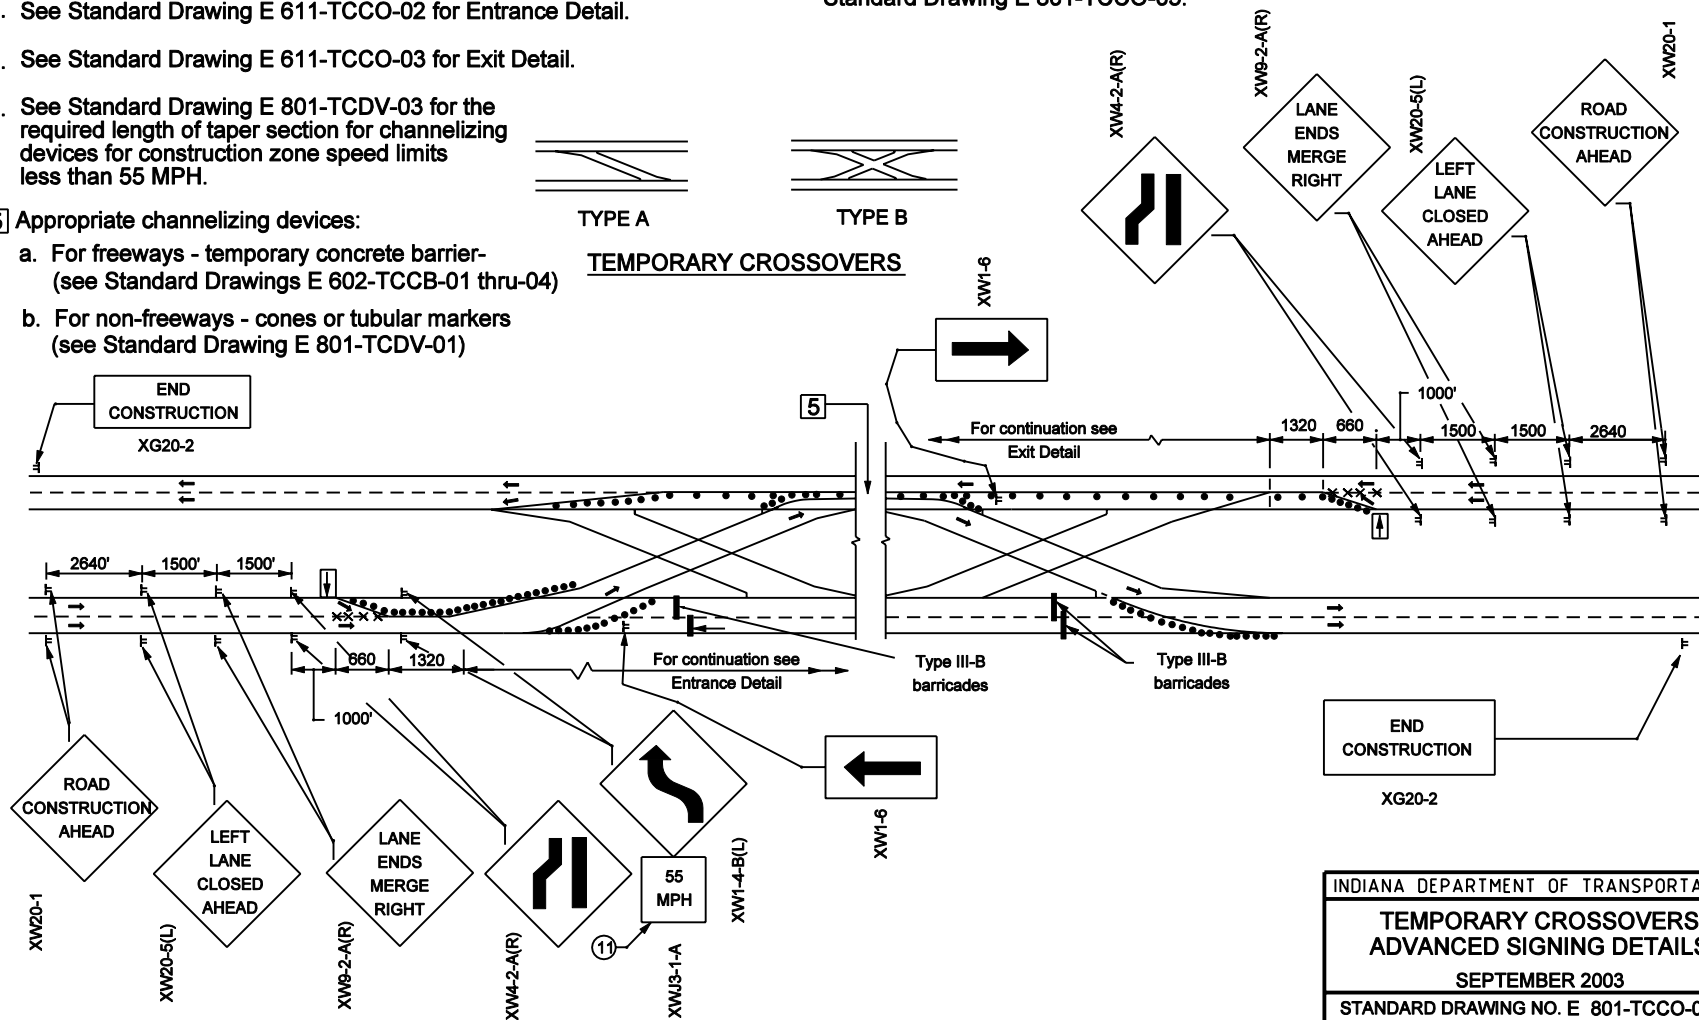 . See Standard Drawing E 611-TCCO-02 for Entrance Detail.
. See Standard Drawing E 611-TCCO-03 for Exit Detail.
. See Standard Drawing E 801-TCDV-03 for the
required length of taper section for channelizing
devices for construction zone speed limits
less than 55 MPH.
5 Appropriate channelizing devices:
a. For freeways - temporary concrete barrier-
(see Standard Drawings E 602-TCCB-01 thru-04)
b. For non-freeways - cones or tubular markers
(see Standard Drawing E 801-TCDV-01)
TYPE A
TYPE B
TEMPORARY CROSSOVERS
XW4-2-A(R)
XW9-2-A(R)
LANE
ENDS
MERGE
RIGHT
XW20-5(L)
LEFT
LANE
CLOSED
AHEAD
XW20-1
ROAD
CONSTRUCTION
AHEAD
XW1-6
END
CONSTRUCTION
XG20-2
5
For continuation see
Exit Detail
1320
660
1000'
1500
1500
2640
2640'
1500'
1500'
660
1320
1000'
For continuation see
Entrance Detail
Type III-B
barricades
Type III-B
barricades
ROAD
CONSTRUCTION
AHEAD
XW20-1
LEFT
LANE
CLOSED
AHEAD
XW20-5(L)
LANE
ENDS
MERGE
RIGHT
XW9-2-A(R)
XW4-2-A(R)
55
MPH
11
XWJ3-1-A
XW1-4-B(L)
XW1-6
END
CONSTRUCTION
XG20-2
INDIANA DEPARTMENT OF TRANSPORTA
TEMPORARY CROSSOVERS
ADVANCED SIGNING DETAILS
SEPTEMBER 2003
STANDARD DRAWING NO. E 801-TCCO-0